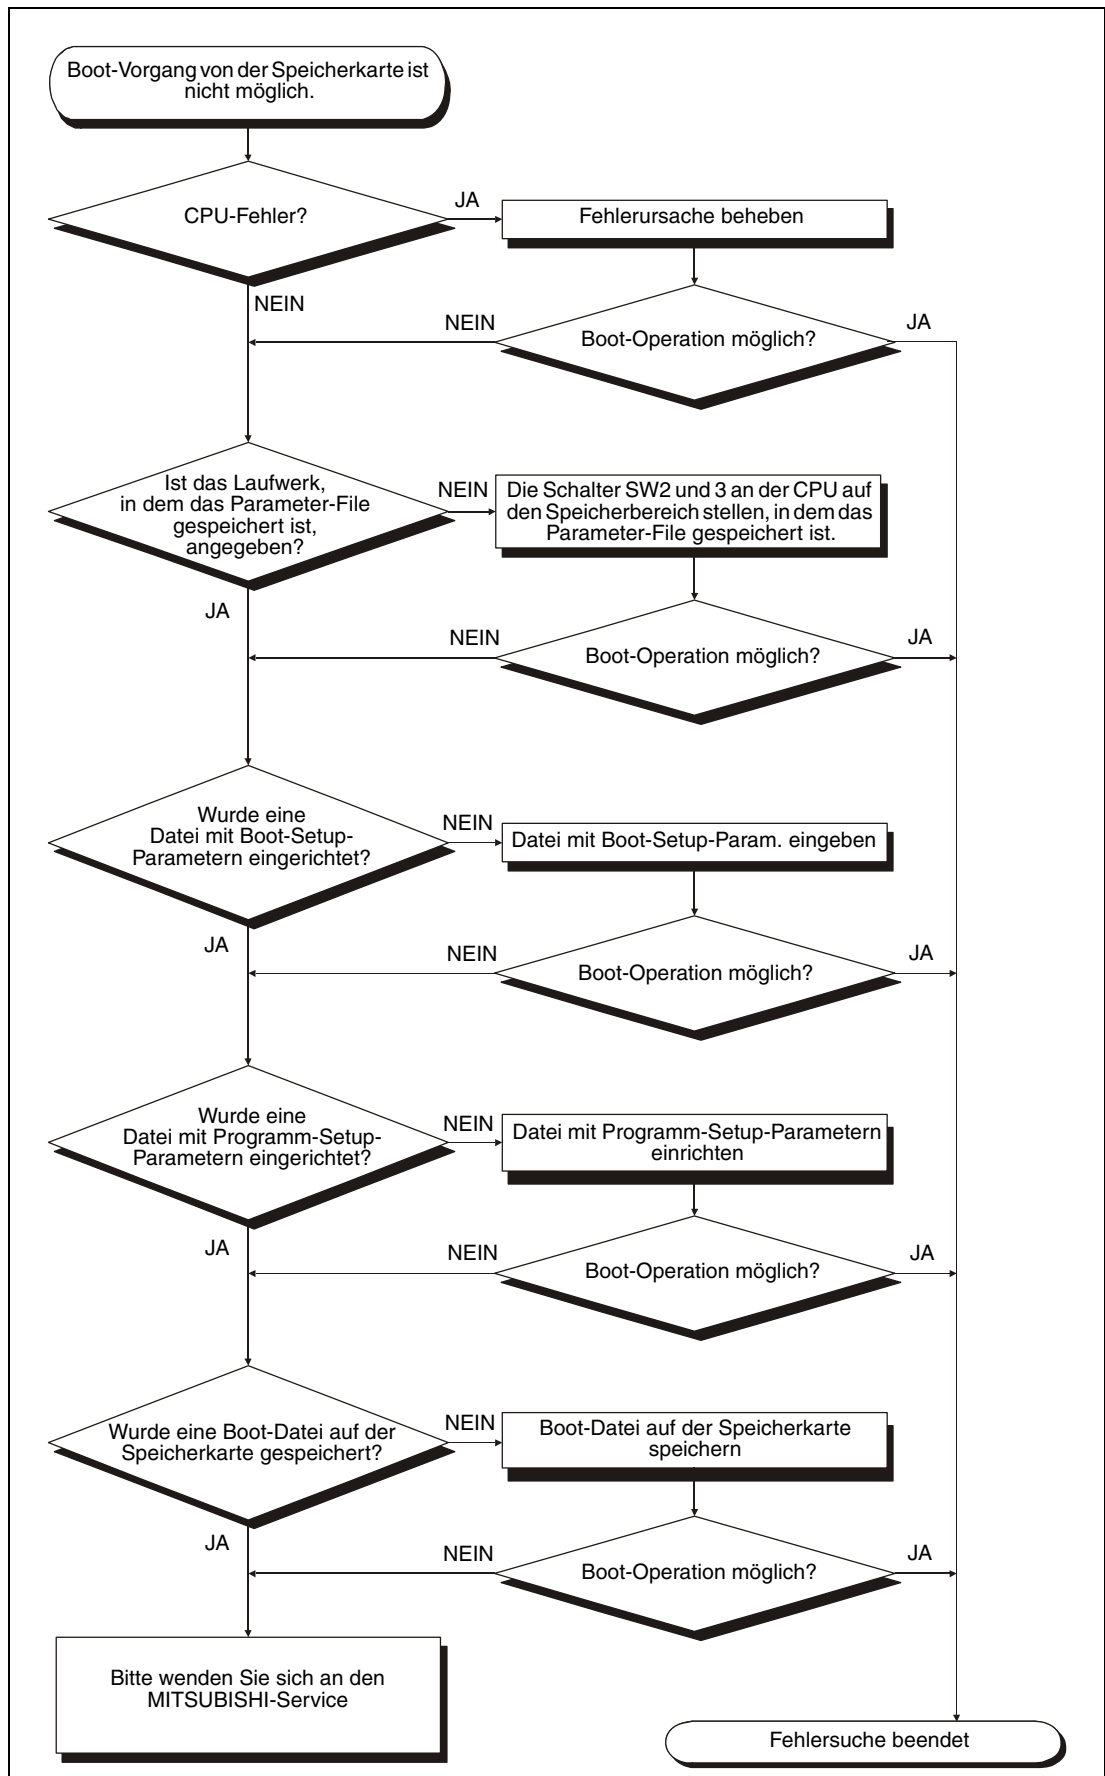 Boot-Vorgang von der Speicherkarte ist
nicht möglich.
CPU-Fehler?
JA
Fehlerursache beheben
NEIN
NEIN
Boot-Operation möglich?
JA
Ist das Laufwerk,
in dem das Parameter-File
gespeichert ist,
angegeben?
NEIN
Die Schalter SW2 und 3 an der CPU auf
den Speicherbereich stellen, in dem das
Parameter-File gespeichert ist.
JA
NEIN
Boot-Operation möglich?
JA
Wurde eine
Datei mit Boot-Setup-
Parametern eingerichtet?
NEIN
Datei mit Boot-Setup-Param. eingeben
JA
NEIN
Boot-Operation möglich?
JA
Wurde eine
Datei mit Programm-Setup-
Parametern eingerichtet?
NEIN
Datei mit Programm-Setup-Parametern
einrichten
JA
NEIN
Boot-Operation möglich?
JA
Wurde eine Boot-Datei auf der
Speicherkarte gespeichert?
NEIN
Boot-Datei auf der Speicherkarte
speichern
JA
NEIN
Boot-Operation möglich?
JA
Bitte wenden Sie sich an den
MITSUBISHI-Service
Fehlersuche beendet